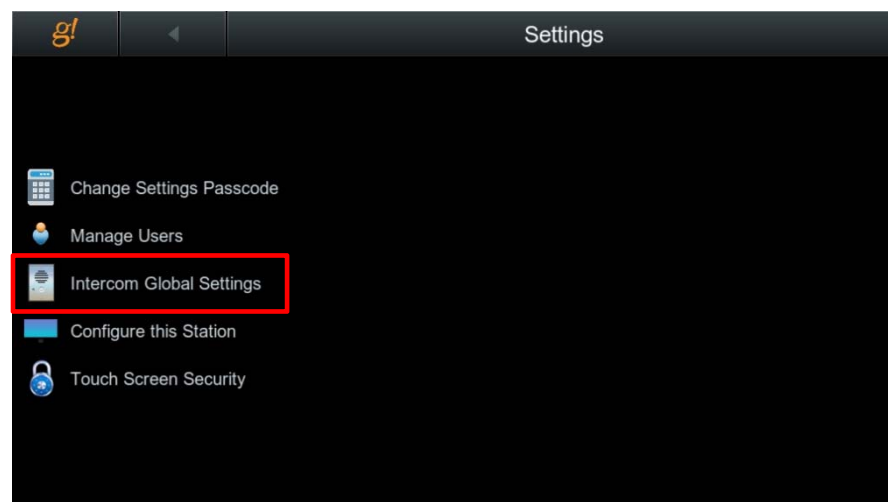 g!
Settings
Change Settings Passcode
Manage Users
Intercom Global Settings
Configure this Station
Touch Screen Security